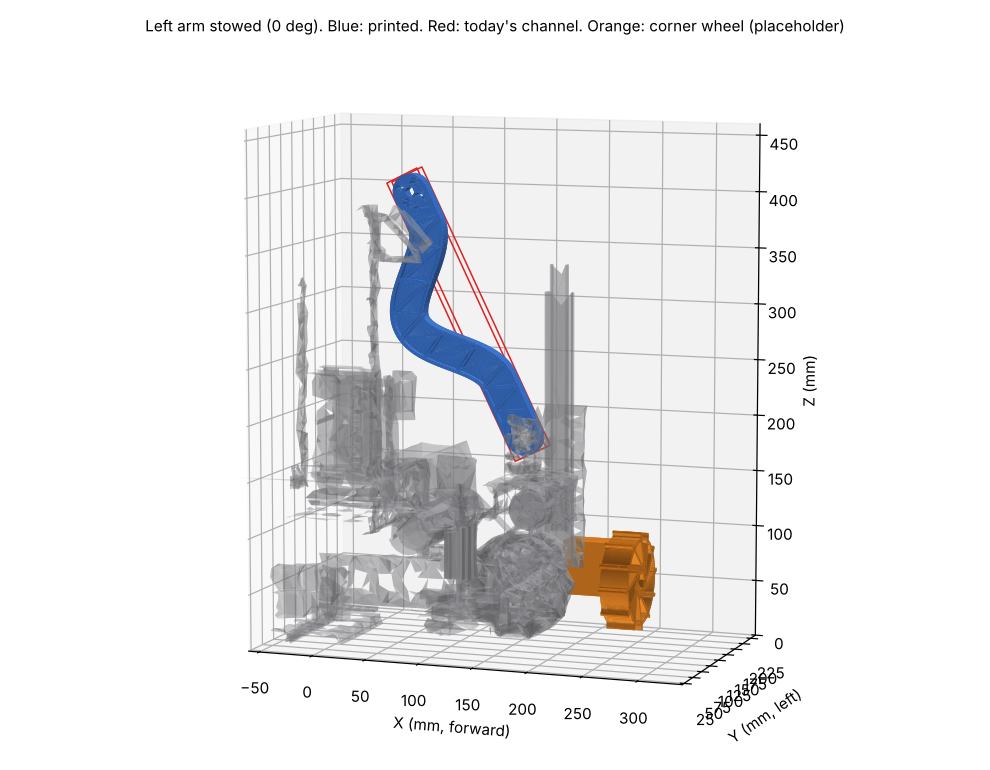 Left arm stowed (0 deg). Blue: printed. Red: today's channel. Orange: corner wheel (placeholder)
450
400
350
300
250
200
150
100
50
0
Z (mm)
−50 0 50 100 150 200 250 300
X (mm, forward)
Y (mm, left)